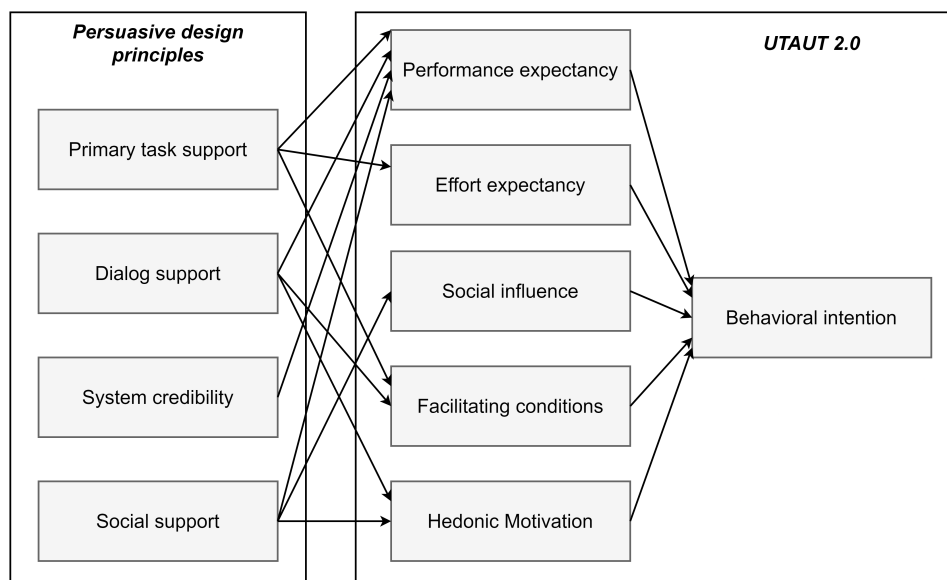 Persuasive design
principles
Primary task support
Dialog support
System credibility
Social support
UTAUT 2.0
Performance expectancy
Effort expectancy
Social influence
Facilitating conditions
Hedonic Motivation
Behavioral intention